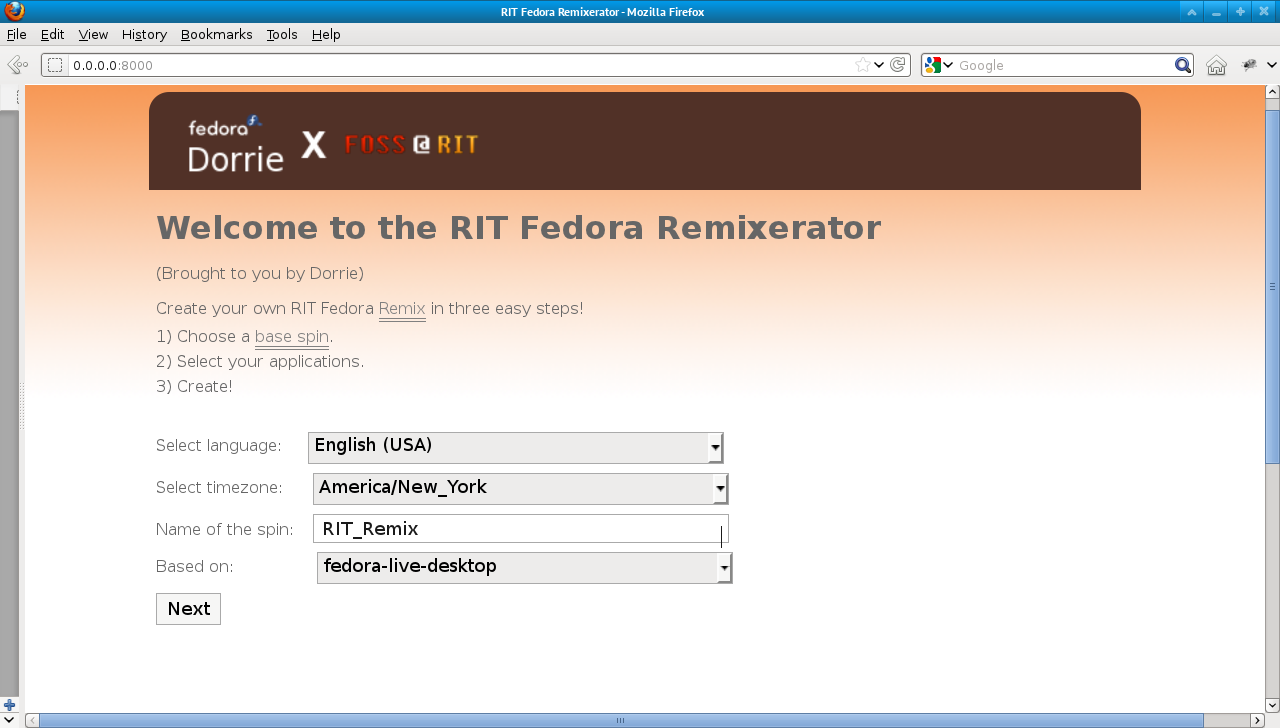 RIT Fedora Remixerator - Mozilla Firefox
File Edit View History Bookmarks Tools Help
0.0.0.0:8000 Google
fedora
Dorrie X FOSS@RIT
Welcome to the RIT Fedora Remixerator
(Brought to you by Dorrie)
Create your own RIT Fedora Remix in three easy steps!
1) Choose a base spin.
2) Select your applications.
3) Create!
Select language: English (USA)
Select timezone: America/New_York
Name of the spin: RIT_Remix
Based on: fedora-live-desktop
Next